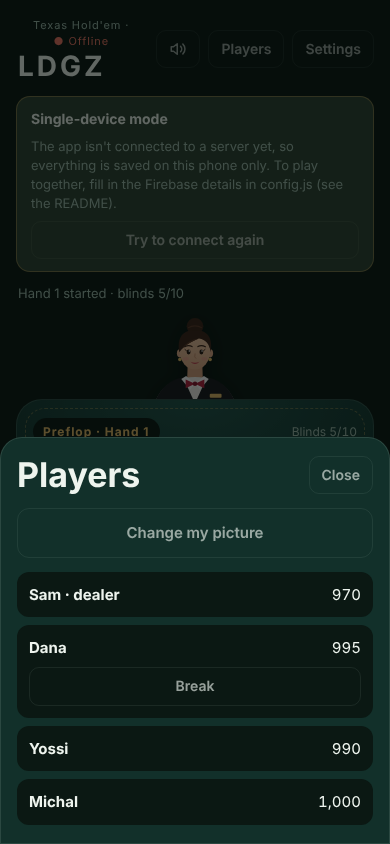 Texas Hold'em ·
Offline
LDGZ
Players
Settings
Single-device mode
The app isn't connected to a server yet, so
everything is saved on this phone only. To play
together, fill in the Firebase details in config.js (see
the README).
Try to connect again
Hand 1 started · blinds 5/10
Preflop · Hand 1
Blinds 5/10
Players
Close
Change my picture
Sam · dealer 970
Dana 995
Break
Yossi 990
Michal 1,000